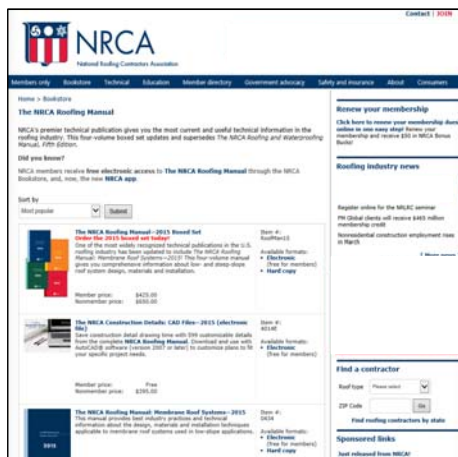 Contact | JOIN
NRCA
National Roofing Contractors Association
Members only Bookstore Technical Education Member directory Government advocacy Safety and insurance About Consumers
Home > Bookstore
The NRCA Roofing Manual
NRCA's premier technical publication gives you the most current and useful technical information in the
roofing industry. This four-volume boxed set updates and supersedes The NRCA Roofing and Waterproofing
Manual, Fifth Edition.
Did you know?
NRCA members receive free electronic access to The NRCA Roofing Manual through the NRCA
Bookstore, and, now, the new NRCA app.
Sort by
Most popular Submit
The NRCA Roofing Manual—2015 Boxed Set
Order the 2015 boxed set today!
One of the most widely recognized technical publications in the U.S.
roofing industry has been updated to include The NRCA Roofing
Manual: Membrane Roof Systems—2015! This four volume manual
gives you comprehensive information about low- and steep-slope
roof system design, materials and installation.
Member price: $425.00
Nonmember price:
Item #:
Available formats:
• Electronic
(free for members)
• Hard copy
The NRCA Construction Details: CAD Files—2015 (electronic
file)
Save construction detail drawing time with 599 customizable details
from the complete NRCA Roofing Manual. Download and use with
AutoCAD® software (version 2007 or later) to customize plans to fit
your specific project needs.
Member price: Free
Nonmember price: $395.00
Item #:
Available formats:
• Electronic
(free for members)
The NRCA Roofing Manual: Membrane Roof Systems—2015
This manual provides best industry practices and technical
information about the design, materials and installation techniques
applicable to membrane roof systems used in low-slope applications.
Item #:
0434
Available formats:
• Electronic
(free for members)
• Hard copy
2015
Renew your membership
Click here to renew your membership dues
online in one easy step! Renew your
membership and receive $50 in NRCA Bonus
Bucks!
Roofing industry news
Register online for the NRLRC seminar
PM Global clients will receive $465 million
membership credit
Nonresidential construction employment rises
in March
Find a contractor
Roof type Please select
ZIP Code Go
Find roofing contractors by state
Sponsored links
Just released from NRCA!